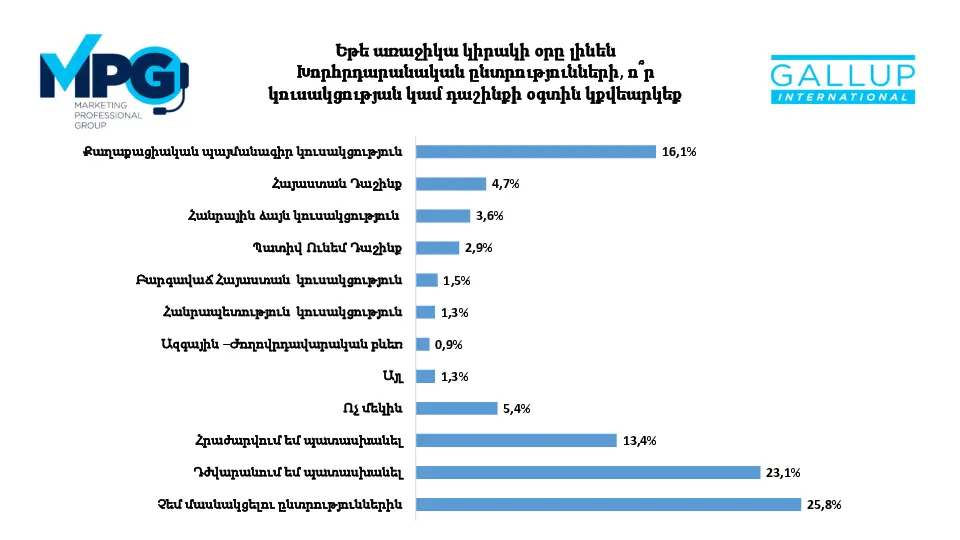 MPG
MARKETING
PROFESSIONAL
GROUP
Եթե առաջիկա կիրակի օրը լինեն
Խորհրդարանական ընտրությունների, ո՞ր
կուսակցության կամ դաշինքի օգտին կքվեարկեք
GALLUP
INTERNATIONAL
Քաղաքացիական պայմանագիր կուսակցություն 16,1%
Հայաստան Դաշինք 4,7%
Հանրային ձայն կուսակցություն 3,6%
Պատիվ Ունեմ Դաշինք 2,9%
Բարգավաճ Հայաստան կուսակցություն 1,5%
Հանրապետություն կուսակցություն 1,3%
Ազգային –Ժողովրդավարական բևեռ 0,9%
Այլ 1,3%
Ոչ մեկին 5,4%
Հրաժարվում եմ պատասխանել 13,4%
Դժվարանում եմ պատասխանել 23,1%
Չեմ մասնակցելու ընտրություններին 25,8%